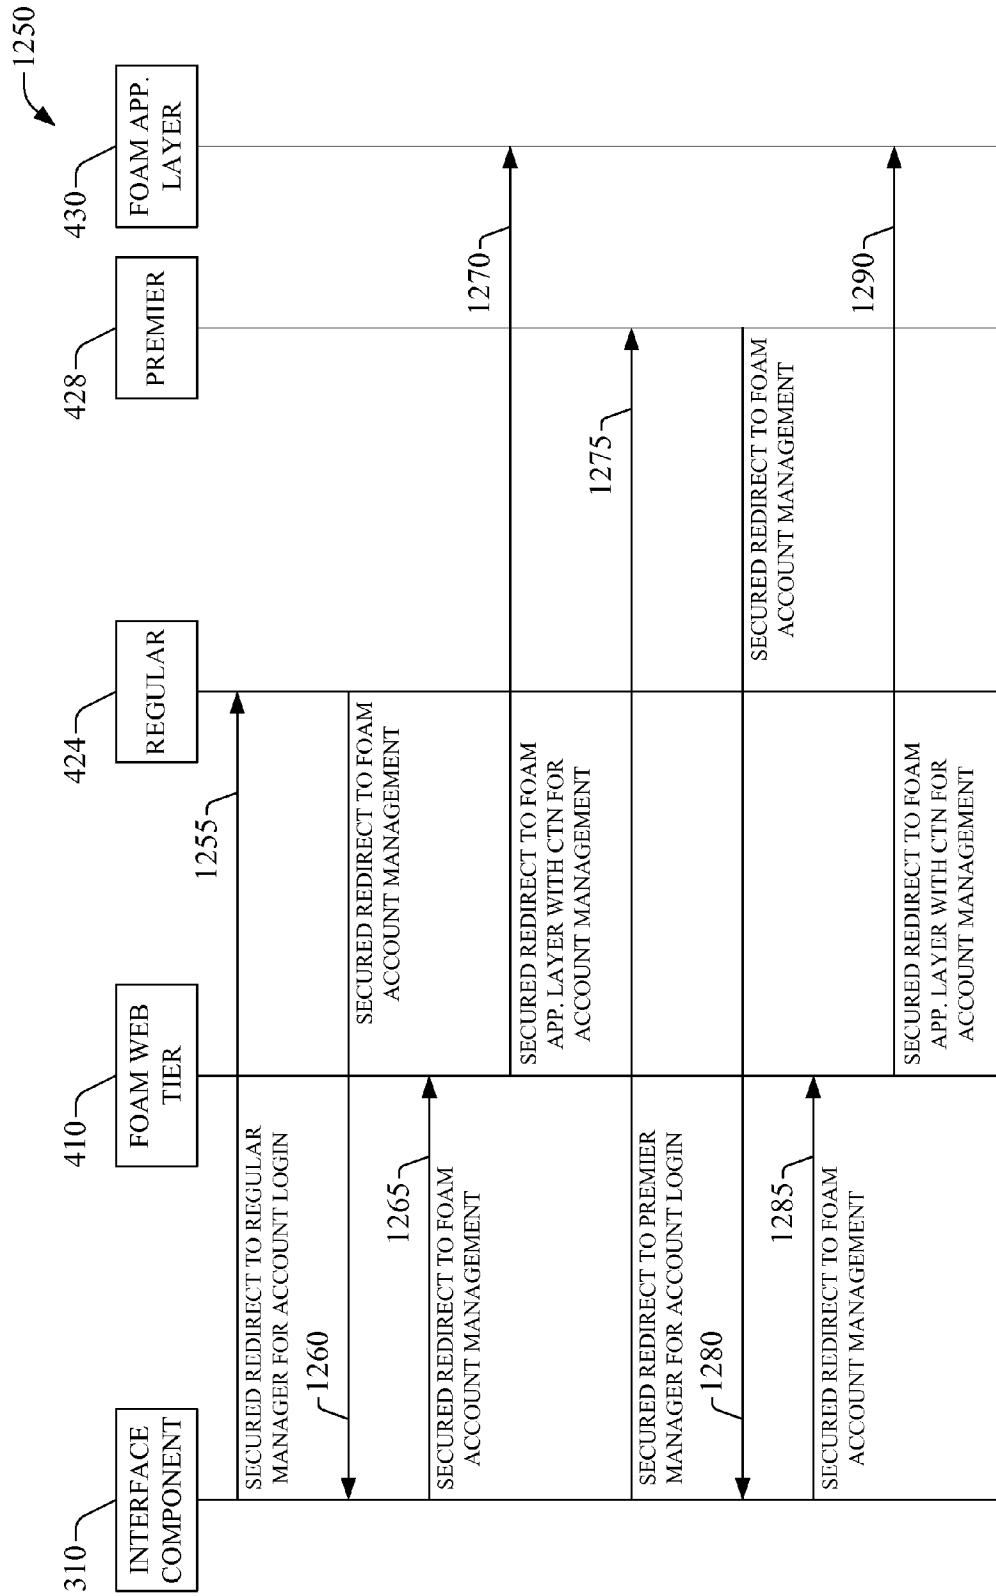 1250
310
INTERFACE
COMPONENT
410
FOAM WEB
TIER
424
REGULAR
428
PREMIER
430
FOAM APP.
LAYER
1255
SECURED REDIRECT TO REGULAR
MANAGER FOR ACCOUNT LOGIN
1260
SECURED REDIRECT TO FOAM
ACCOUNT MANAGEMENT
1265
SECURED REDIRECT TO FOAM
ACCOUNT MANAGEMENT
1270
SECURED REDIRECT TO FOAM
APP. LAYER WITH CTN FOR
ACCOUNT MANAGEMENT
1275
SECURED REDIRECT TO PREMIER
MANAGER FOR ACCOUNT LOGIN
1280
SECURED REDIRECT TO FOAM
ACCOUNT MANAGEMENT
1285
SECURED REDIRECT TO FOAM
ACCOUNT MANAGEMENT
1290
SECURED REDIRECT TO FOAM
APP. LAYER WITH CTN FOR
ACCOUNT MANAGEMENT